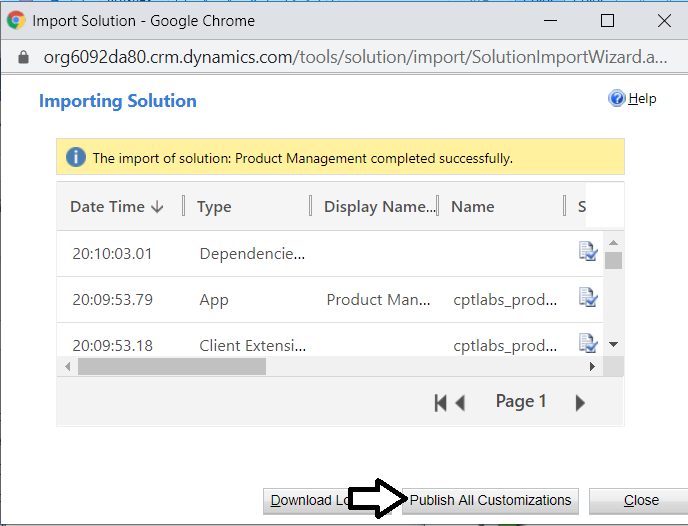 Import Solution - Google Chrome
org6092da80.crm.dynamics.com/tools/solution/import/SolutionImportWizard.a...
Importing Solution
Help
The import of solution: Product Management completed successfully.
Date Time Type Display Name... Name S
20:10:03.01 Dependencie...
20:09:53.79 App Product Man... cptlabs_prod...
20:09:53.18 Client Extensi... cptlabs_prod...
Page 1
Download Publish All Customizations Close